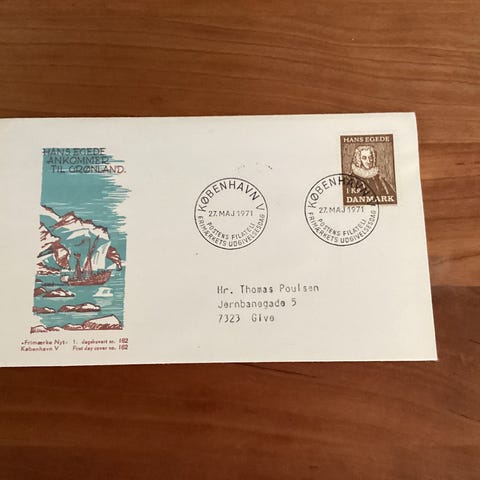 HANS EGEDE
ANKOMMER
TIL GRØNLAND.
»Frimærke Nyt« 1. dagskuvert nr. 162
København V First day cover no. 162
KØBENHAVN V
27. MAJ 1971
POSTENS FILATELI
FRIMÆRKETS UDGIVELSESDAG
HANS EGEDE
1 KR
DANMARK
KØBENHAVN V
27. MAJ 1971
POSTENS FILATELI
FRIMÆRKETS UDGIVELSESDAG
Hr. Thomas Poulsen
Jernbanegade 5
7323 Give